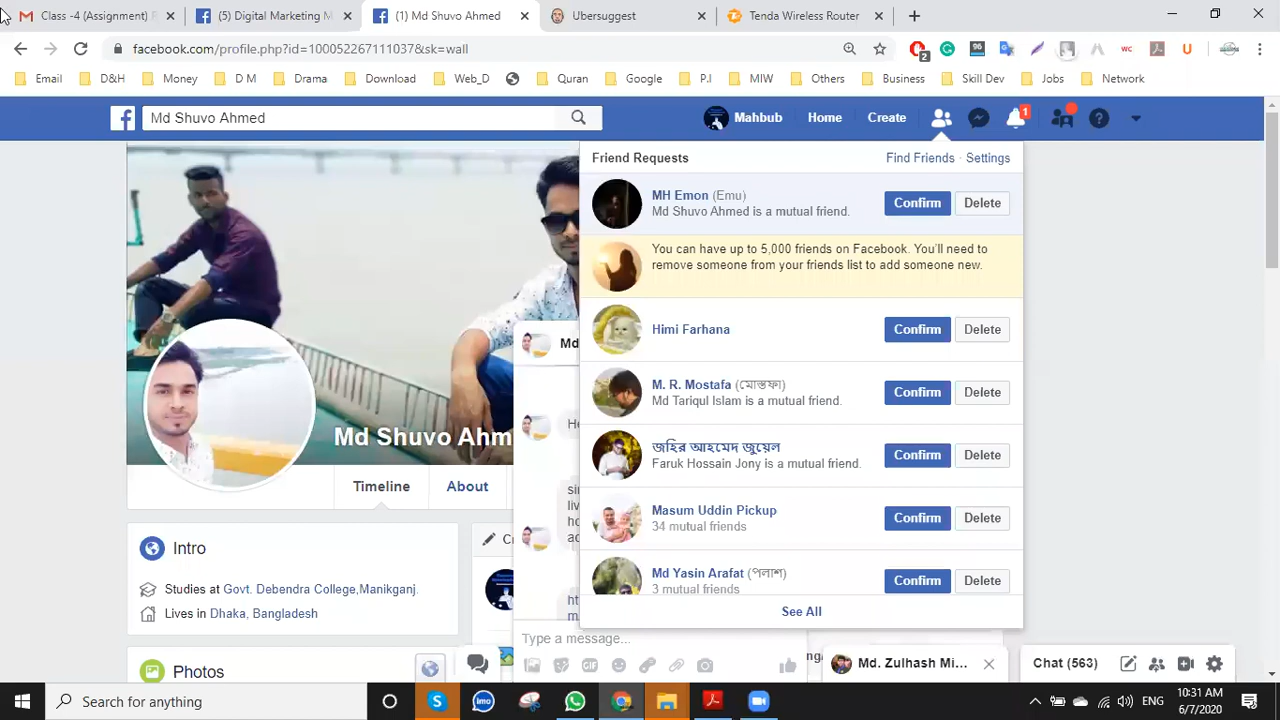 Class -4 (Assignment)
(5) Digital Marketing M
(1) Md Shuvo Ahmed
Ubersuggest
Tenda Wireless Router
facebook.com/profile.php?id=100052267111037&sk=wall
2
96
WC
U
Email
D&H
Money
D M
Drama
Download
Web_D
Quran
Google
P.I
MIW
Others
Business
Skill Dev
Jobs
Network
Md Shuvo Ahmed
Mahbub
Home
Create
1
Friend Requests
Find Friends · Settings
MH Emon (Emu)
Md Shuvo Ahmed is a mutual friend.
Confirm
Delete
You can have up to 5,000 friends on Facebook. You'll need to
remove someone from your friends list to add someone new.
Himi Farhana
Confirm
Delete
M. R. Mostafa (মোস্তফা)
Md Tariqul Islam is a mutual friend.
Confirm
Delete
জহির আহমেদ জুয়েল
Faruk Hossain Jony is a mutual friend.
Confirm
Delete
Masum Uddin Pickup
34 mutual friends
Confirm
Delete
Md Yasin Arafat (পলাশ)
3 mutual friends
Confirm
Delete
See All
Md Shuvo Ahm
Timeline
About
Intro
Studies at Govt. Debendra College,Manikganj.
Lives in Dhaka, Bangladesh
Photos
Md
He
Type a message...
GIF
Md. Zulhash Mi...
Chat (563)
Search for anything
ENG
10:31 AM
6/7/2020